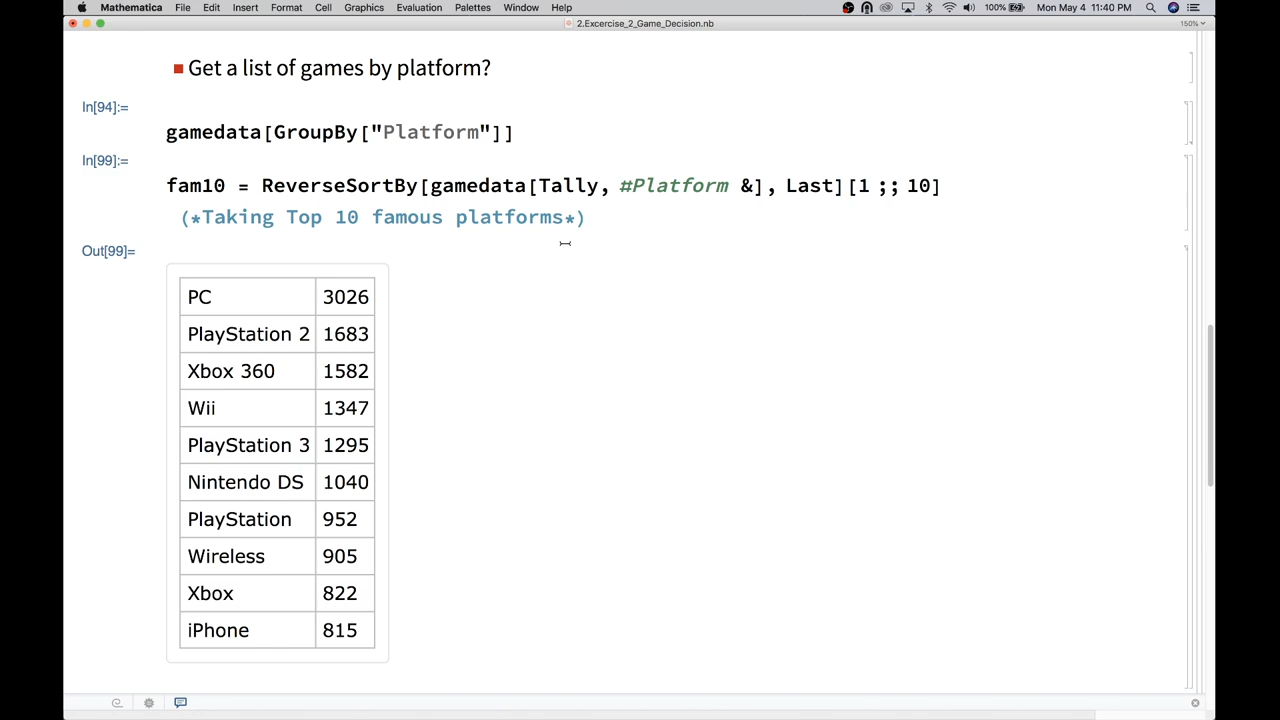 Mathematica File Edit Insert Format Cell Graphics Evaluation Palettes Window Help 100% Mon May 4 11:40 PM
2.Excercise_2_Game_Decision.nb 150%
Get a list of games by platform?
In[94]:=
gamedata[GroupBy["Platform"]]
In[99]:=
fam10 = ReverseSortBy[gamedata[Tally, #Platform &], Last][1 ;; 10]
(*Taking Top 10 famous platforms*)
Out[99]=
PC 3026
PlayStation 2 1683
Xbox 360 1582
Wii 1347
PlayStation 3 1295
Nintendo DS 1040
PlayStation 952
Wireless 905
Xbox 822
iPhone 815